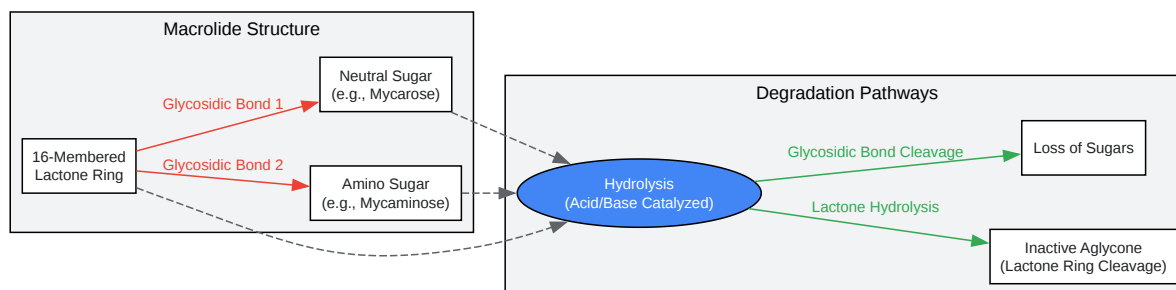 Macrolide Structure
Neutral Sugar
(e.g., Mycarose)
Glycosidic Bond 1
16-Membered
Lactone Ring
Glycosidic Bond 2
Amino Sugar
(e.g., Mycaminose)
Degradation Pathways
Hydrolysis
(Acid/Base Catalyzed)
Glycosidic Bond Cleavage
Loss of Sugars
Lactone Hydrolysis
Inactive Aglycone
(Lactone Ring Cleavage)